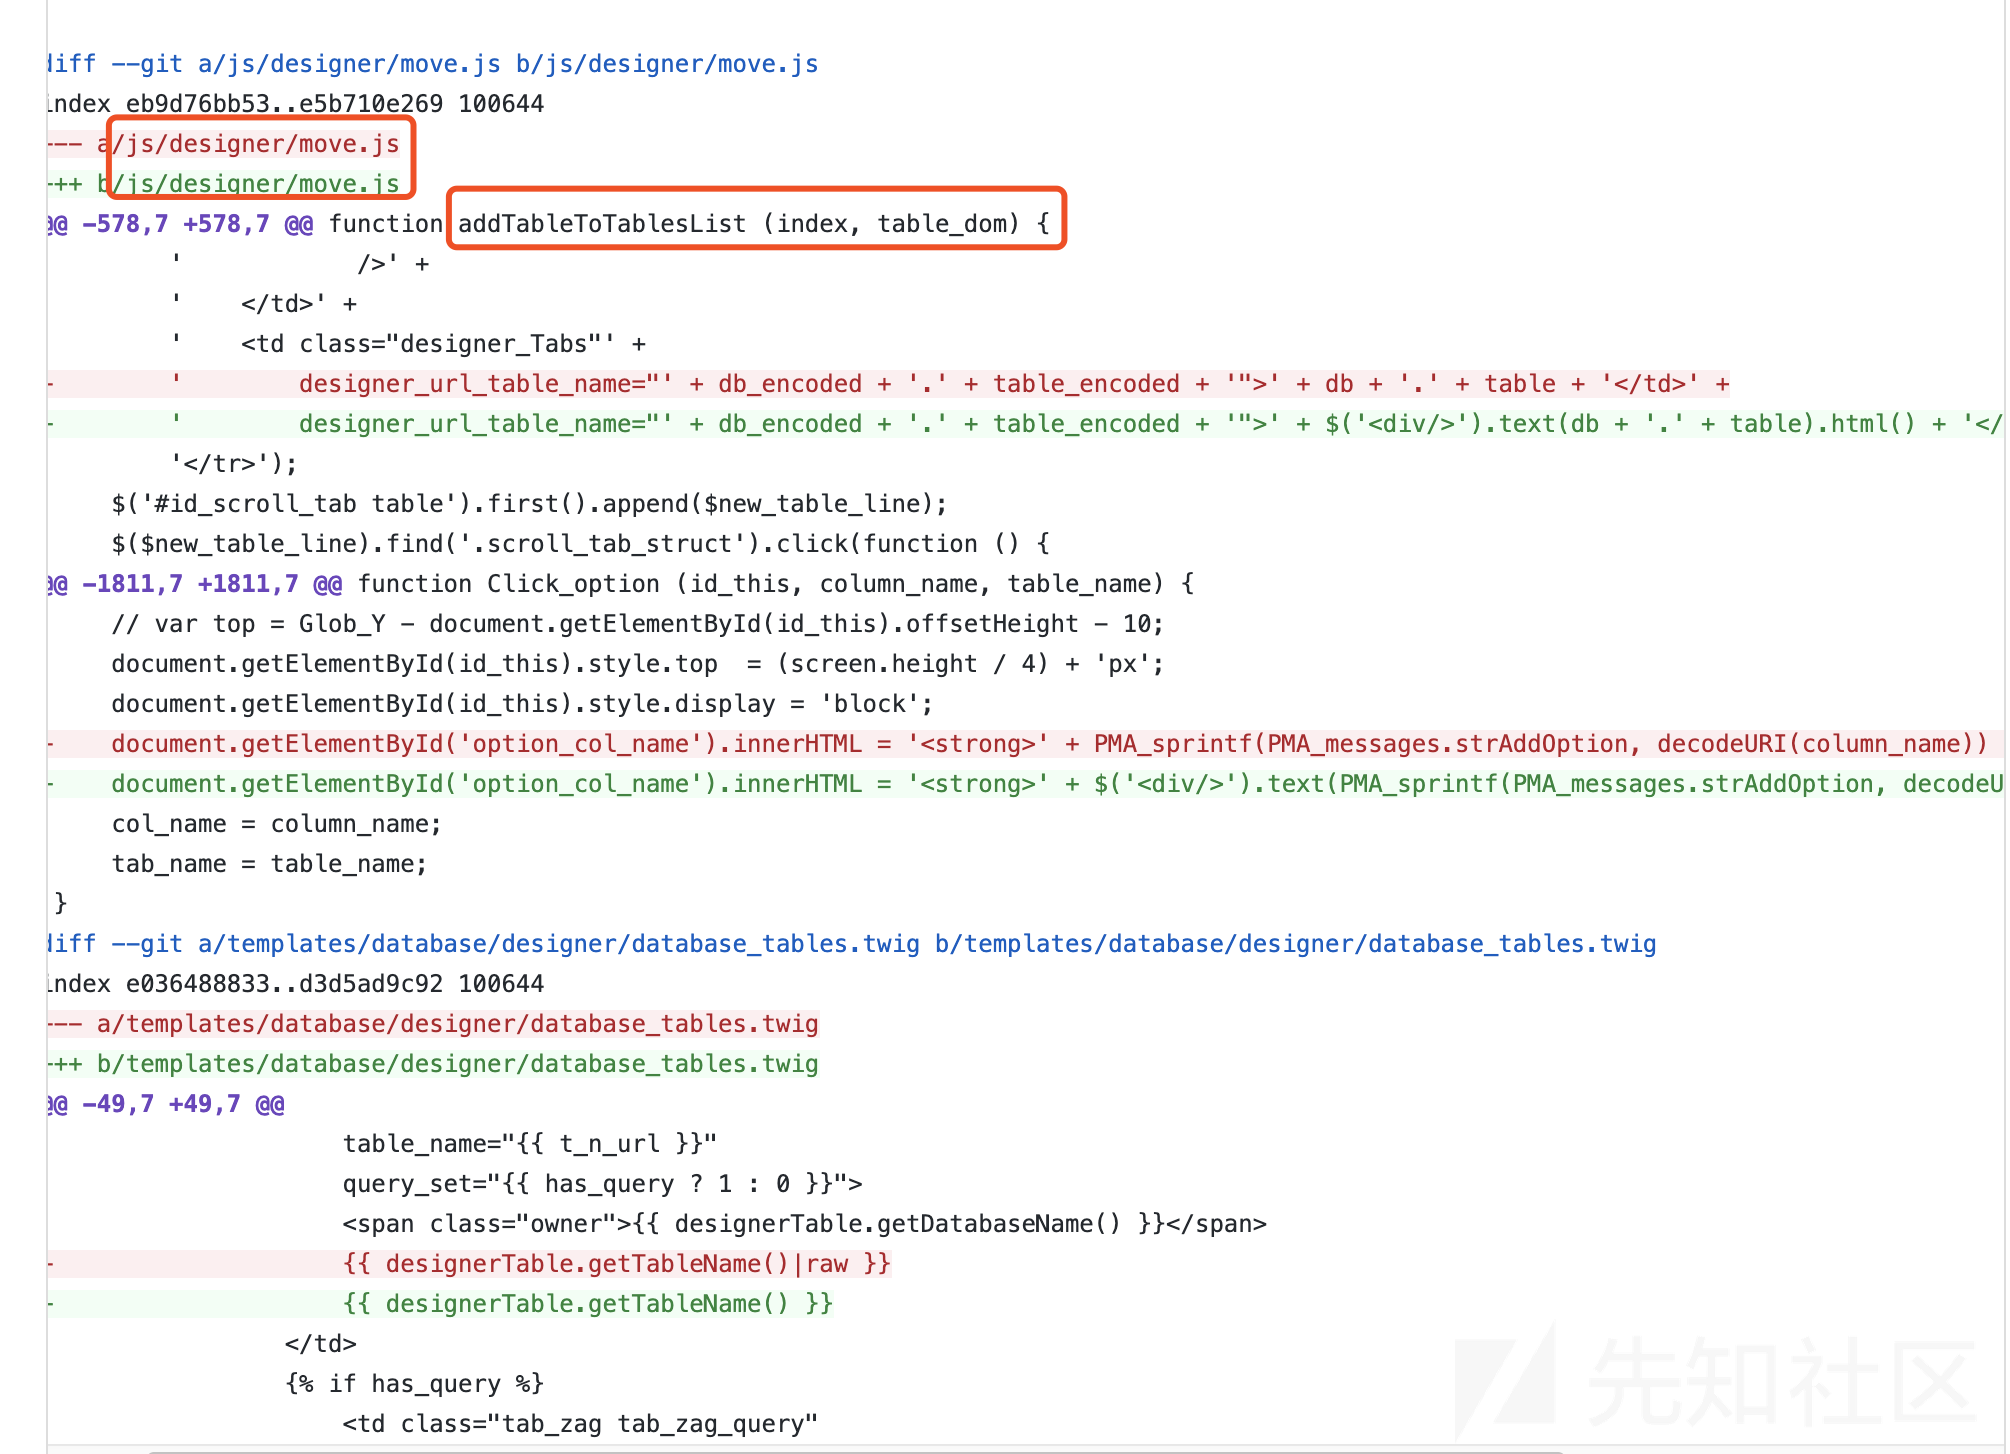 diff --git a/js/designer/move.js b/js/designer/move.js
index eb9d76bb53..e5b710e269 100644
--- a/js/designer/move.js
+++ b/js/designer/move.js
@@ -578,7 +578,7 @@ function addTableToTablesList (index, table_dom) {
'            />' +
'    </td>' +
'    <td class="designer_Tabs"' +
-        '        designer_url_table_name="' + db_encoded + '.' + table_encoded + '">' + db + '.' + table + '</td>' +
+        '        designer_url_table_name="' + db_encoded + '.' + table_encoded + '">' + $('<div/>').text(db + '.' + table).html() + '</
'</tr>');
$('#id_scroll_tab table').first().append($new_table_line);
$($new_table_line).find('.scroll_tab_struct').click(function () {
@@ -1811,7 +1811,7 @@ function Click_option (id_this, column_name, table_name) {
// var top = Glob_Y - document.getElementById(id_this).offsetHeight - 10;
document.getElementById(id_this).style.top  = (screen.height / 4) + 'px';
document.getElementById(id_this).style.display = 'block';
-    document.getElementById('option_col_name').innerHTML = '<strong>' + PMA_sprintf(PMA_messages.strAddOption, decodeURI(column_name))
+    document.getElementById('option_col_name').innerHTML = '<strong>' + $('<div/>').text(PMA_sprintf(PMA_messages.strAddOption, decodeU
col_name = column_name;
tab_name = table_name;
}
diff --git a/templates/database/designer/database_tables.twig b/templates/database/designer/database_tables.twig
index e036488833..d3d5ad9c92 100644
--- a/templates/database/designer/database_tables.twig
+++ b/templates/database/designer/database_tables.twig
@@ -49,7 +49,7 @@
table_name="{{ t_n_url }}"
query_set="{{ has_query ? 1 : 0 }}">
<span class="owner">{{ designerTable.getDatabaseName() }}</span>
-                    {{ designerTable.getTableName()|raw }}
+                    {{ designerTable.getTableName() }}
</td>
{% if has_query %}
<td class="tab_zag tab_zag_query"
先知社区